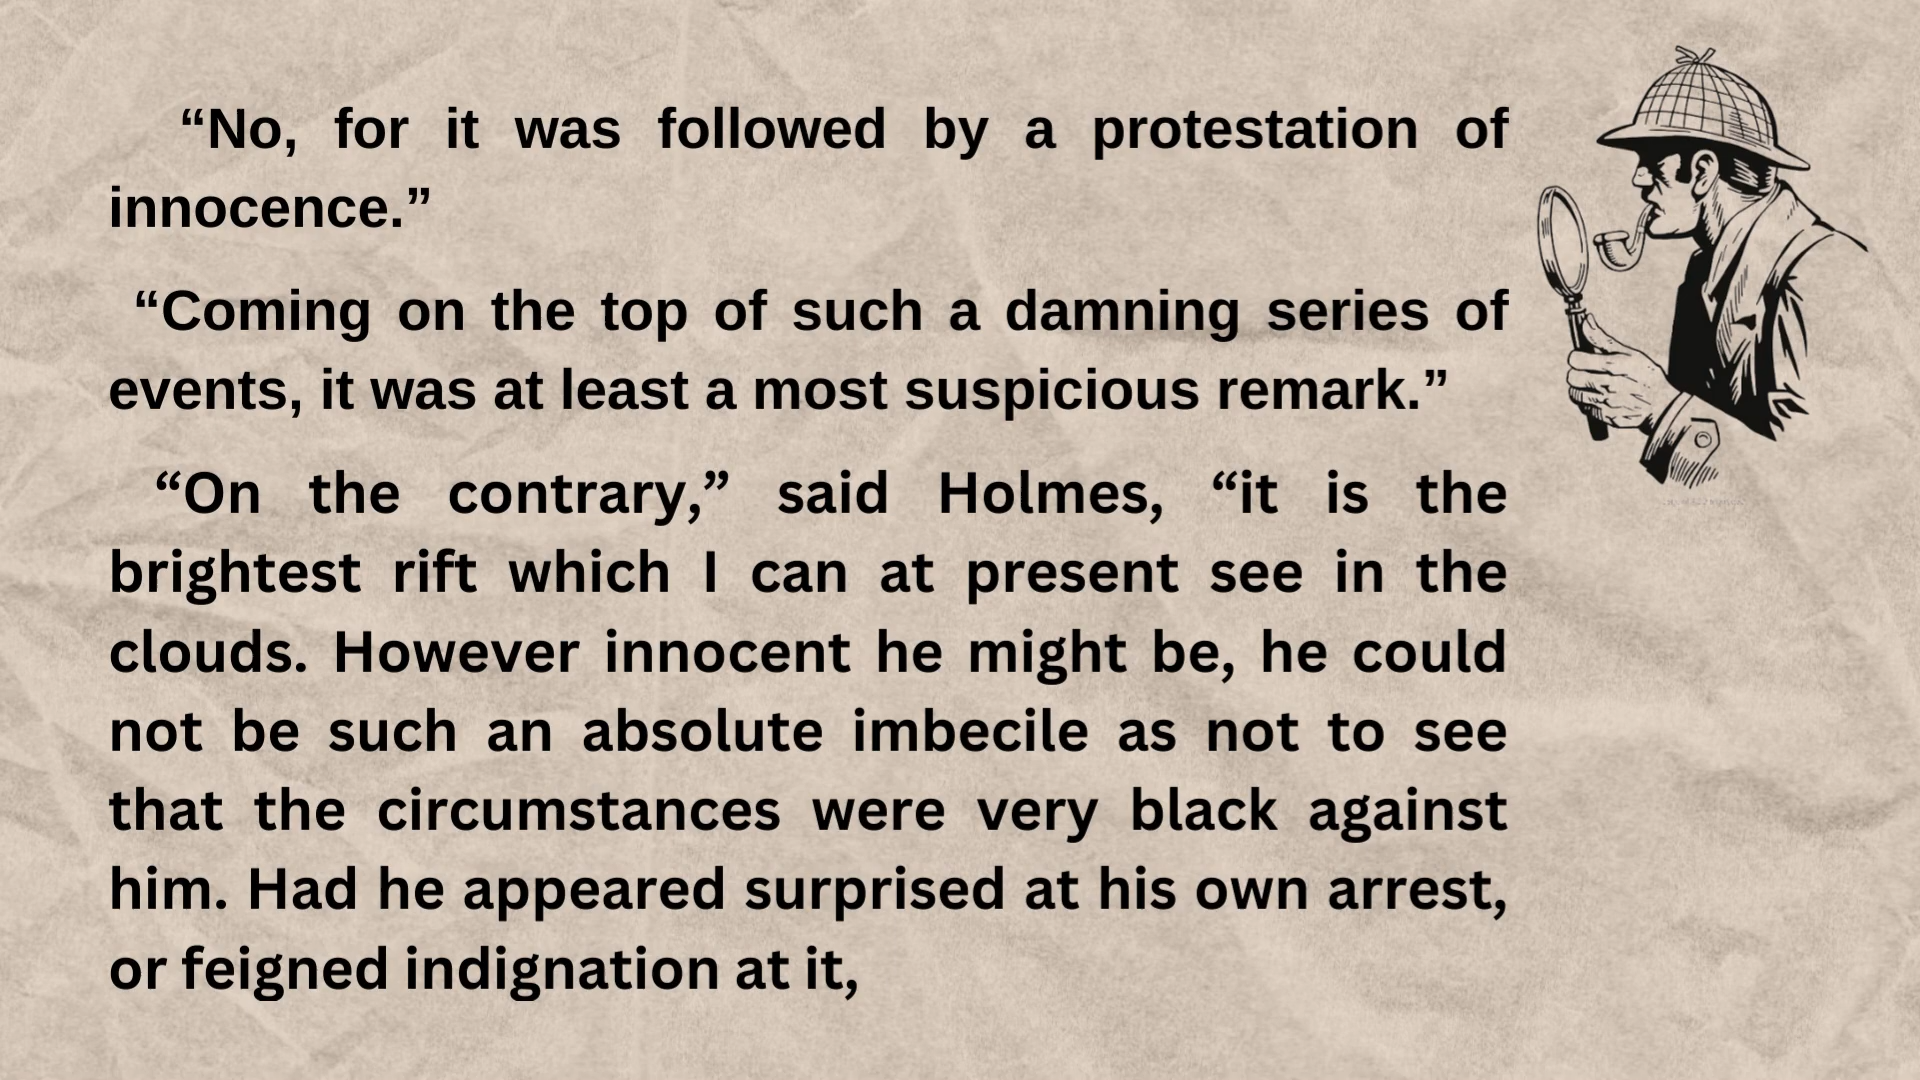 “No, for it was followed by a protestation of
innocence.”
“Coming on the top of such a damning series of
events, it was at least a most suspicious remark.”
“On the contrary,” said Holmes, “it is the
brightest rift which I can at present see in the
clouds. However innocent he might be, he could
not be such an absolute imbecile as not to see
that the circumstances were very black against
him. Had he appeared surprised at his own arrest,
or feigned indignation at it,